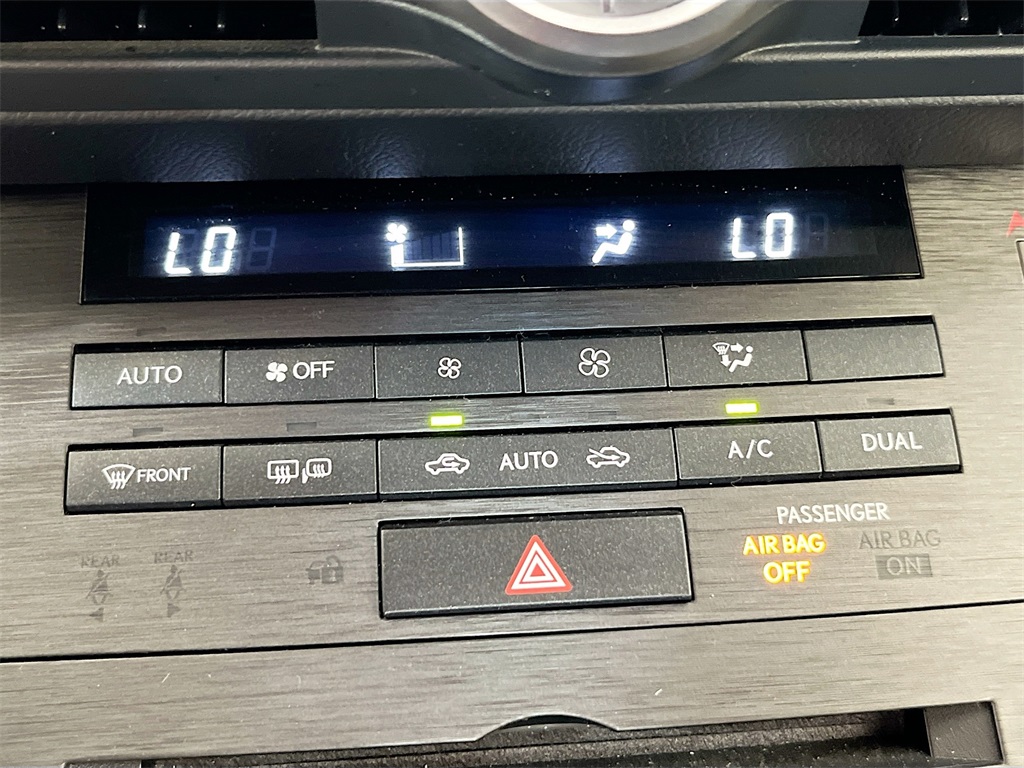 LO LO
AUTO OFF
FRONT AUTO A/C DUAL
PASSENGER
AIR BAG AIR BAG
OFF ON
REAR REAR